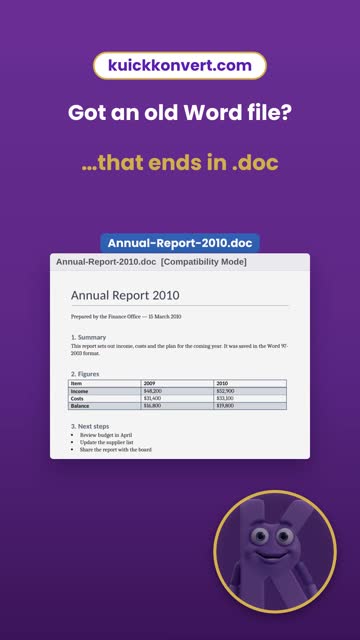 kuickkonvert.com
Got an old Word file?
...that ends in .doc
Annual-Report-2010.doc
Annual-Report-2010.doc [Compatibility Mode]
Annual Report 2010
Prepared by the Finance Office — 15 March 2010
1. Summary
This report sets out income, costs and the plan for the coming year. It was saved in the Word 97-
2003 format.
2. Figures
Item 2009 2010
Income $48,200 $52,900
Costs $31,400 $33,100
Balance $16,800 $19,800
3. Next steps
• Review budget in April
• Update the supplier list
• Share the report with the board
K